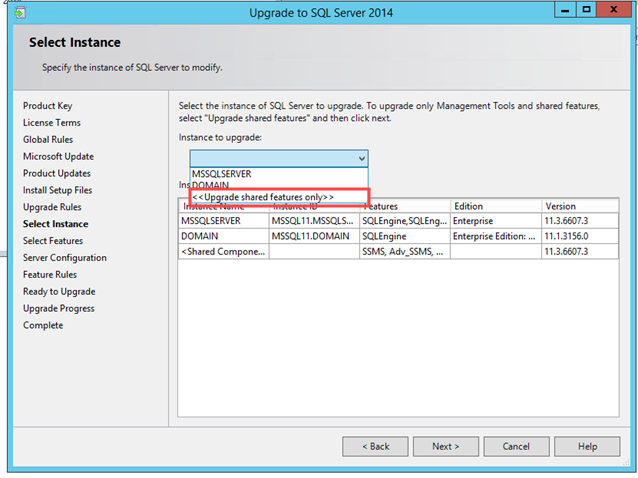 Upgrade to SQL Server 2014
Select Instance
Specify the instance of SQL Server to modify.
Product Key
License Terms
Global Rules
Microsoft Update
Product Updates
Install Setup Files
Upgrade Rules
Select Instance
Select Features
Server Configuration
Feature Rules
Ready to Upgrade
Upgrade Progress
Complete
Select the instance of SQL Server to upgrade. To upgrade only Management Tools and shared features,
select "Upgrade shared features" and then click next.
Instance to upgrade:
MSSQLSERVER
DOMAIN
<<Upgrade shared features only>>
Instance Name Instance ID Features Edition Version
MSSQLSERVER MSSQL11.MSSQLS... SQLEngine,SQLEng... Enterprise 11.3.6607.3
DOMAIN MSSQL11.DOMAIN SQLEngine Enterprise Edition: ... 11.1.3156.0
<Shared Compone... SSMS, Adv_SSMS, ... 11.3.6607.3
< Back Next > Cancel Help